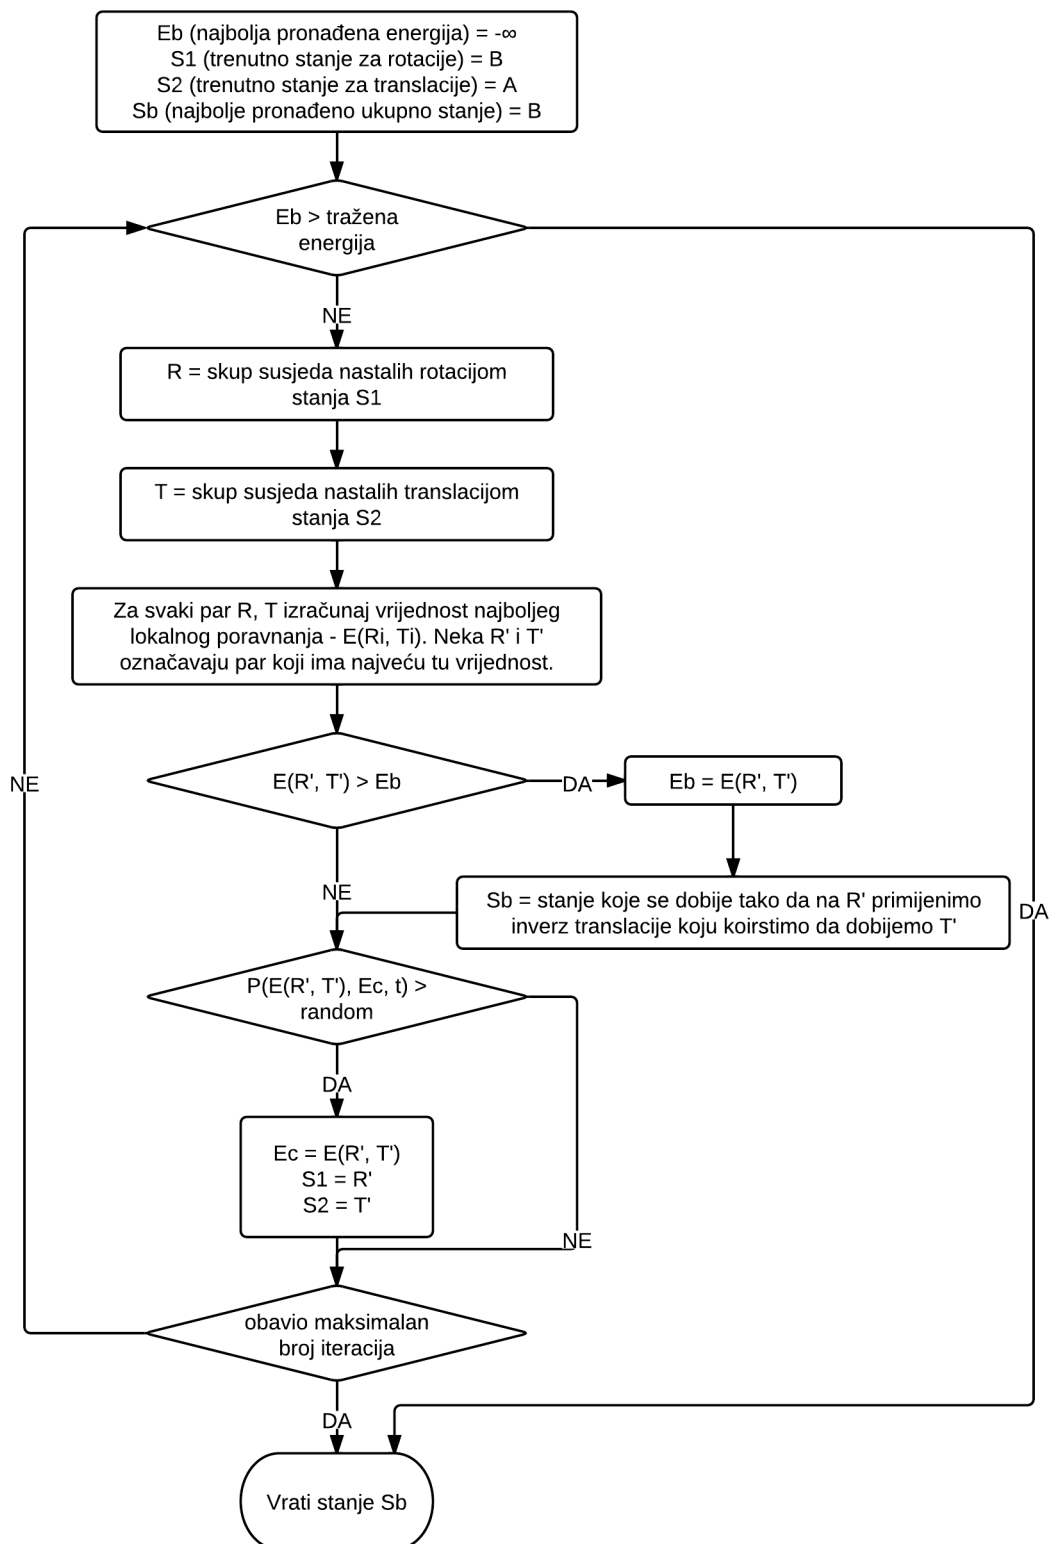 Eb (najbolja pronađena energija) = -∞
S1 (trenutno stanje za rotacije) = B
S2 (trenutno stanje za translacije) = A
Sb (najbolje pronađeno ukupno stanje) = B
Eb > tražena
energija
NE
R = skup susjeda nastalih rotacijom
stanja S1
T = skup susjeda nastalih translacijom
stanja S2
Za svaki par R, T izračunaj vrijednost najboljeg
lokalnog poravnanja - E(Ri, Ti). Neka R' i T'
označavaju par koji ima najveću tu vrijednost.
E(R', T') > Eb
DA
Eb = E(R', T')
NE
NE
Sb = stanje koje se dobije tako da na R' primijenimo
inverz translacije koju koirstimo da dobijemo T'
DA
P(E(R', T'), Ec, t) >
random
DA
Ec = E(R', T')
S1 = R'
S2 = T'
NE
obavio maksimalan
broj iteracija
DA
Vrati stanje Sb